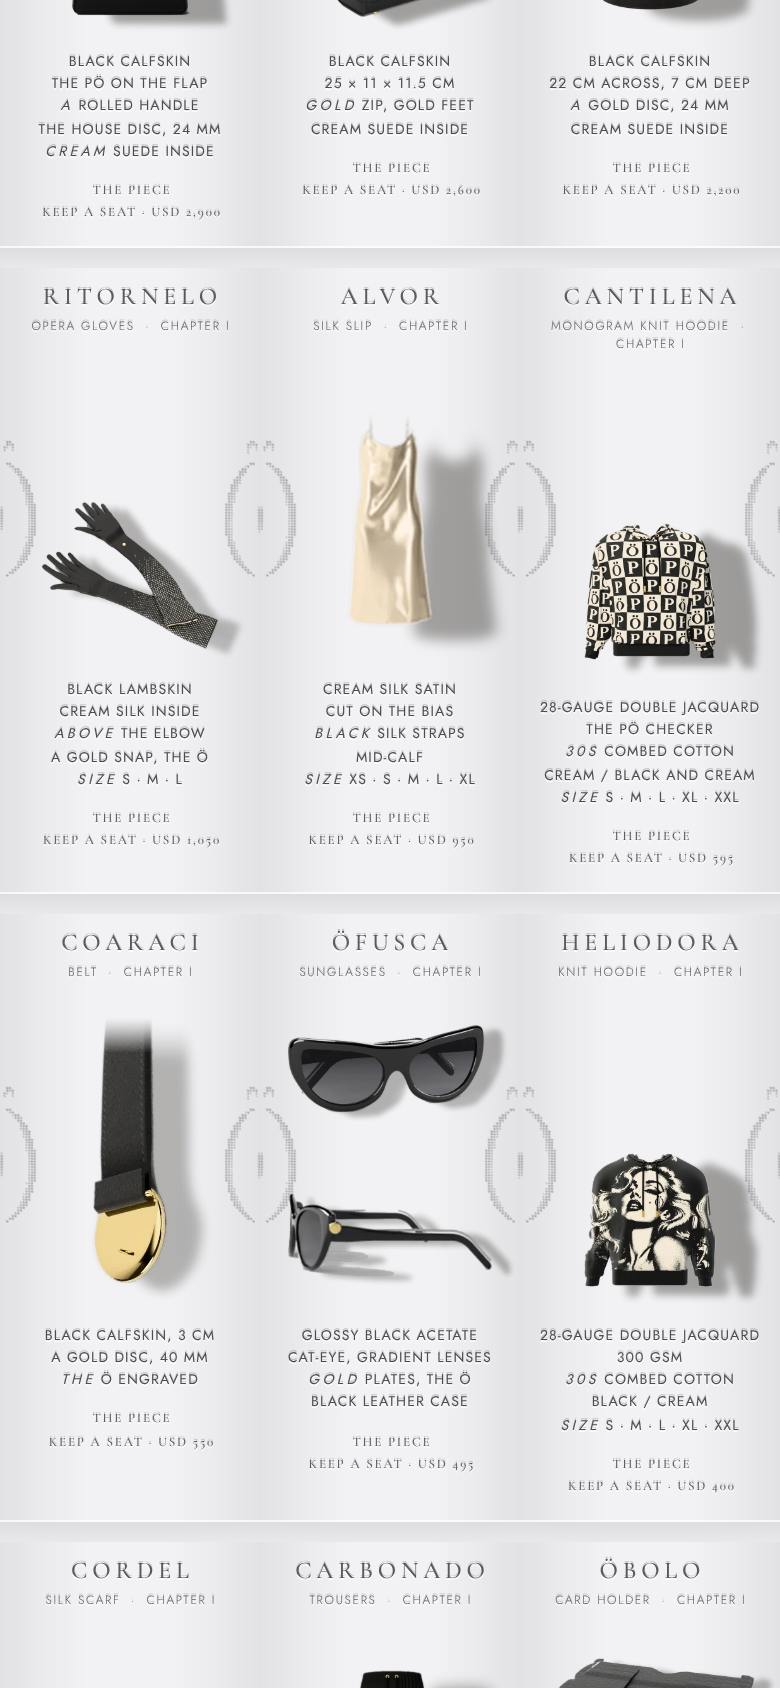 BLACK CALFSKIN
THE PÖ ON THE FLAP
A ROLLED HANDLE
THE HOUSE DISC, 24 MM
CREAM SUEDE INSIDE
THE PIECE
KEEP A SEAT · USD 2,900
BLACK CALFSKIN
25 × 11 × 11.5 CM
GOLD ZIP, GOLD FEET
CREAM SUEDE INSIDE
THE PIECE
KEEP A SEAT · USD 2,600
BLACK CALFSKIN
22 CM ACROSS, 7 CM DEEP
A GOLD DISC, 24 MM
CREAM SUEDE INSIDE
THE PIECE
KEEP A SEAT · USD 2,200
RITORNELO
OPERA GLOVES · CHAPTER I
BLACK LAMBSKIN
CREAM SILK INSIDE
ABOVE THE ELBOW
A GOLD SNAP, THE Ö
SIZE S · M · L
THE PIECE
KEEP A SEAT · USD 1,050
ALVOR
SILK SLIP · CHAPTER I
CREAM SILK SATIN
CUT ON THE BIAS
BLACK SILK STRAPS
MID-CALF
SIZE XS · S · M · L · XL
THE PIECE
KEEP A SEAT · USD 950
CANTILENA
MONOGRAM KNIT HOODIE ·
CHAPTER I
28-GAUGE DOUBLE JACQUARD
THE PÖ CHECKER
30S COMBED COTTON
CREAM / BLACK AND CREAM
SIZE S · M · L · XL · XXL
THE PIECE
KEEP A SEAT · USD 595
COARACI
BELT · CHAPTER I
BLACK CALFSKIN, 3 CM
A GOLD DISC, 40 MM
THE Ö ENGRAVED
THE PIECE
KEEP A SEAT · USD 550
ÖFUSCA
SUNGLASSES · CHAPTER I
GLOSSY BLACK ACETATE
CAT-EYE, GRADIENT LENSES
GOLD PLATES, THE Ö
BLACK LEATHER CASE
THE PIECE
KEEP A SEAT · USD 495
HELIODORA
KNIT HOODIE · CHAPTER I
28-GAUGE DOUBLE JACQUARD
300 GSM
30S COMBED COTTON
BLACK / CREAM
SIZE S · M · L · XL · XXL
THE PIECE
KEEP A SEAT · USD 400
CORDEL
SILK SCARF · CHAPTER I
CARBONADO
TROUSERS · CHAPTER I
ÖBOLO
CARD HOLDER · CHAPTER I